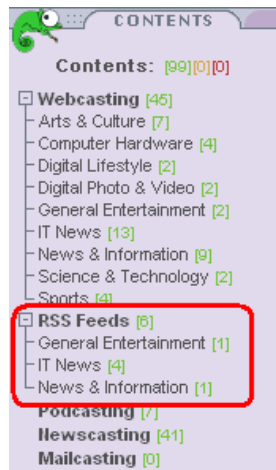 CONTENTS
Contents: [99][0][0]
Webcasting [45]
Arts & Culture [7]
Computer Hardware [4]
Digital Lifestyle [2]
Digital Photo & Video [2]
General Entertainment [2]
IT News [13]
News & Information [9]
Science & Technology [2]
Sports [4]
RSS Feeds [6]
General Entertainment [1]
IT News [4]
News & Information [1]
Podcasting [7]
Newscasting [41]
Mailcasting [0]